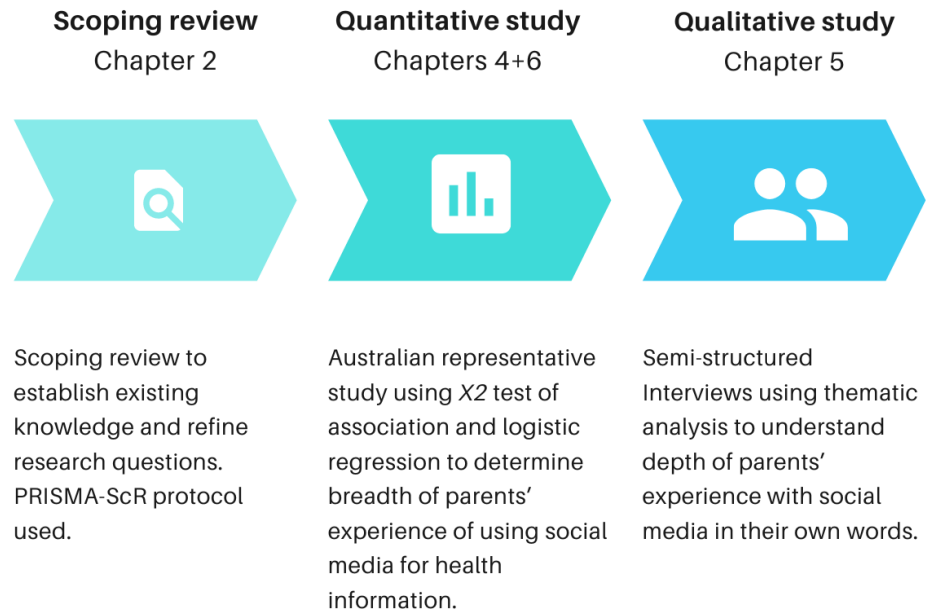 Scoping review
Chapter 2
Quantitative study
Chapters 4+6
Qualitative study
Chapter 5
Scoping review to
establish existing
knowledge and refine
research questions.
PRISMA-ScR protocol
used.
Australian representative
study using X2 test of
association and logistic
regression to determine
breadth of parents’
experience of using social
media for health
information.
Semi-structured
Interviews using thematic
analysis to understand
depth of parents’
experience with social
media in their own words.